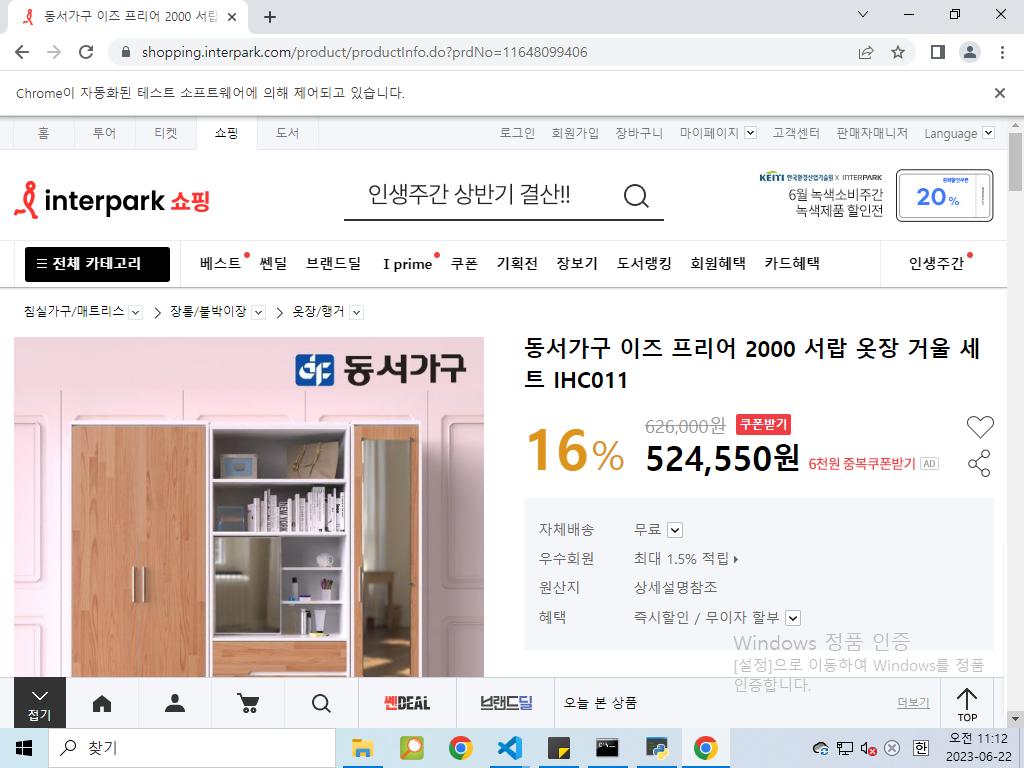 동서가구 이즈 프리어 2000 서랍
shopping.interpark.com/product/productInfo.do?prdNo=11648099406
Chrome이 자동화된 테스트 소프트웨어에 의해 제어되고 있습니다.
홈 투어 티켓 쇼핑 도서 로그인 회원가입 장바구니 마이페이지 고객센터 판매자매니저 Language
interpark 쇼핑
인생주간 상반기 결산!!
KEITI 한국환경산업기술원 X INTERPARK
6월 녹색소비주간
녹색제품 할인전
20%
전체 카테고리 베스트 쎈딜 브랜드딜 I prime 쿠폰 기획전 장보기 도서랭킹 회원혜택 카드혜택 인생주간
침실가구/매트리스 > 장롱/붙박이장 > 옷장/행거
동서가구
NEW YORK
동서가구 이즈 프리어 2000 서랍 옷장 거울 세
트 IHC011
16%
626,000원 쿠폰받기
524,550원 6천원 중복쿠폰받기 AD
자체배송 무료
우수회원 최대 1.5% 적립
원산지 상세설명참조
혜택 즉시할인 / 무이자 할부
Windows 정품 인증
[설정]으로 이동하여 Windows를 정품
인증합니다.
접기 쎈DEAL 브랜드딜 오늘 본 상품 더보기 TOP
찾기
한
오전 11:12
2023-06-22